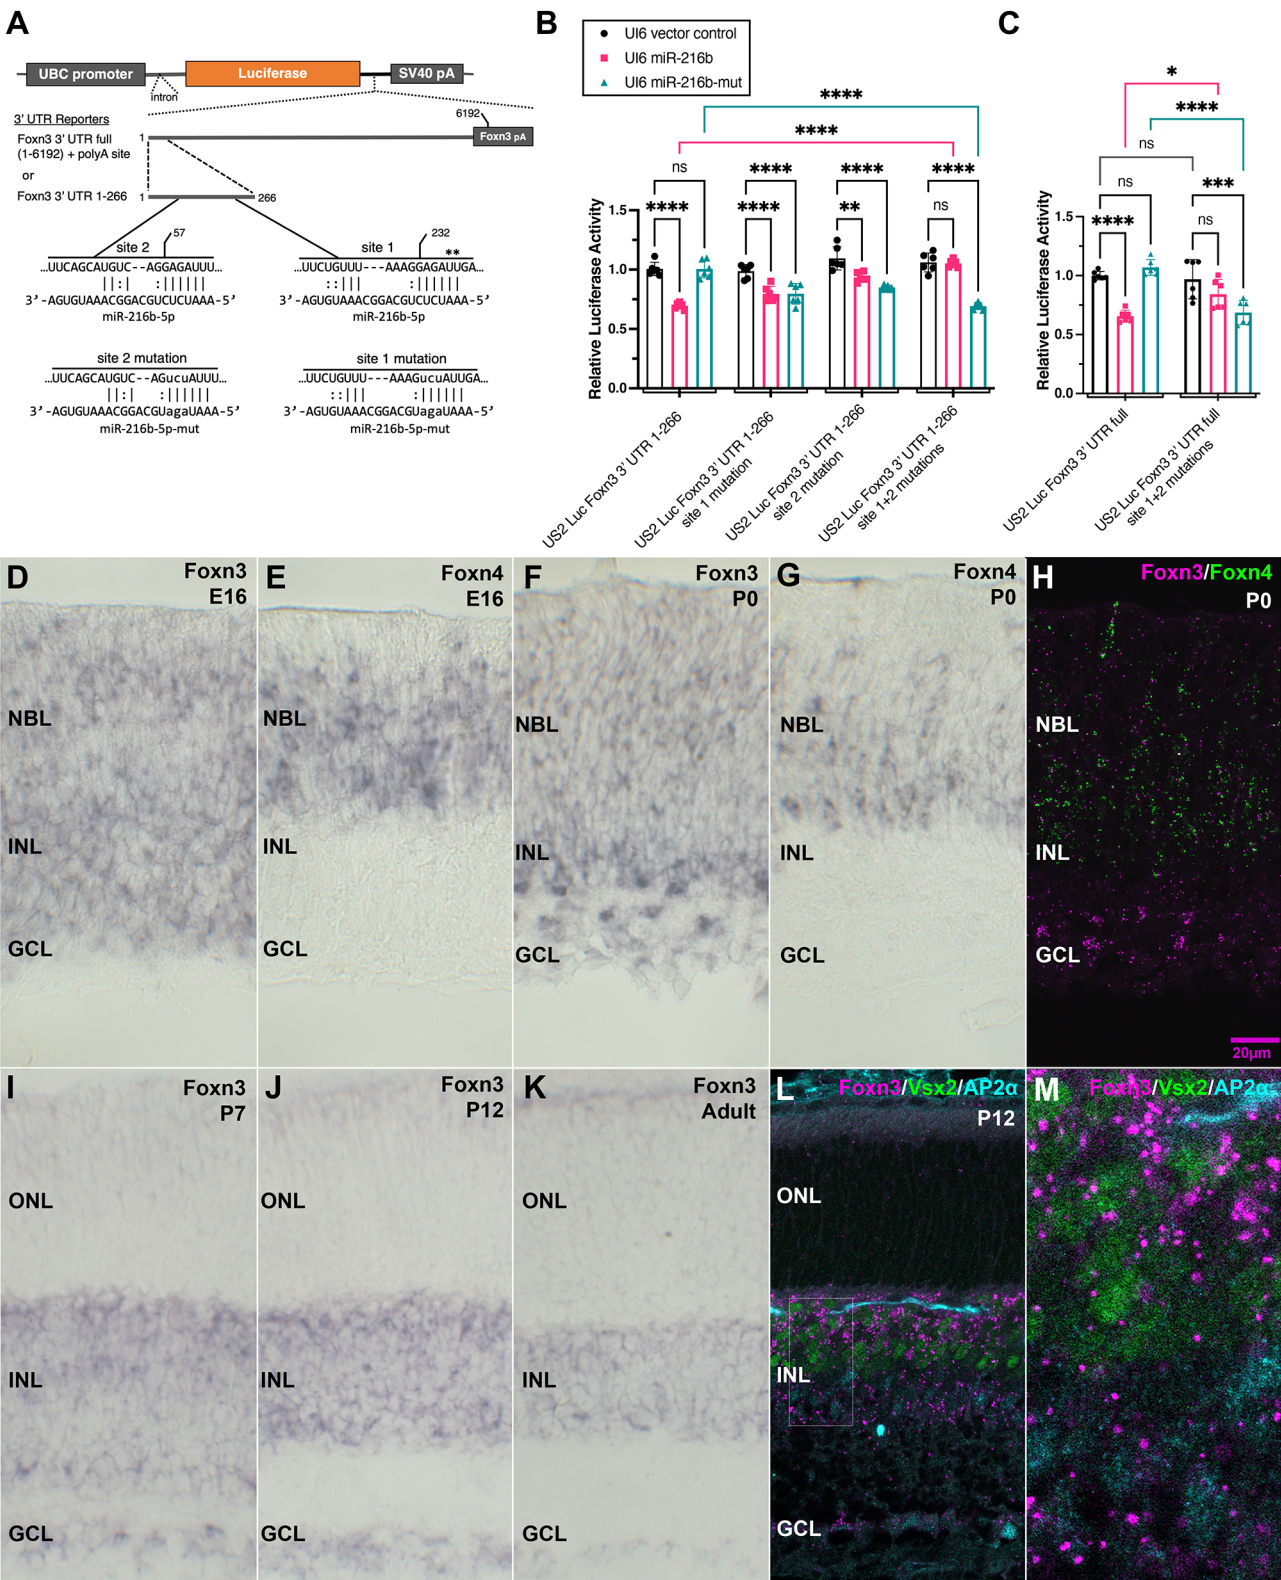 A
UBC promoter
Luciferase
SV40 pA
intron
3' UTR Reporters
6192
Foxn3 3' UTR full
1
Foxn3 pA
(1-6192) + polyA site
or
Foxn3 3' UTR 1-266
1
266
site 2
57
...UUCAGCAUGUC--AGGAGAUUU...
3'-AGUGUAAACGGACGUCUCUAAA-5'
miR-216b-5p
site 1
232
**
...UUCUGUUU---AAAGGAGAUUGA...
3'-AGUGUAAACGGACGUCUCUAAA-5'
miR-216b-5p
site 2 mutation
...UUCAGCAUGUC--AGucuAUUU...
3'-AGUGUAAACGGACGUagaUAAA-5'
miR-216b-5p-mut
site 1 mutation
...UUCUGUUU---AAAGucuAUUGA...
3'-AGUGUAAACGGACGUagaUAAA-5'
miR-216b-5p-mut
B
UI6 vector control
UI6 miR-216b
UI6 miR-216b-mut
****
****
ns
****
****
****
****
****
**
ns
Relative Luciferase Activity
1.5
1.0
0.5
0.0
US2 Luc Foxn3 3' UTR 1-266
US2 Luc Foxn3 3' UTR 1-266
site 1 mutation
US2 Luc Foxn3 3' UTR 1-266
site 2 mutation
US2 Luc Foxn3 3' UTR 1-266
site 1+2 mutations
C
*
****
ns
ns
***
****
ns
Relative Luciferase Activity
1.5
1.0
0.5
0.0
US2 Luc Foxn3 3' UTR full
US2 Luc Foxn3 3' UTR full
site 1+2 mutations
D
Foxn3
E16
NBL
INL
GCL
E
Foxn4
E16
NBL
INL
GCL
F
Foxn3
P0
NBL
INL
GCL
G
Foxn4
P0
NBL
INL
GCL
H
Foxn3/Foxn4
P0
NBL
INL
GCL
20µm
I
Foxn3
P7
ONL
INL
GCL
J
Foxn3
P12
ONL
INL
GCL
K
Foxn3
Adult
ONL
INL
GCL
L
Foxn3/Vsx2/AP2α
P12
ONL
INL
GCL
M
Foxn3/Vsx2/AP2α